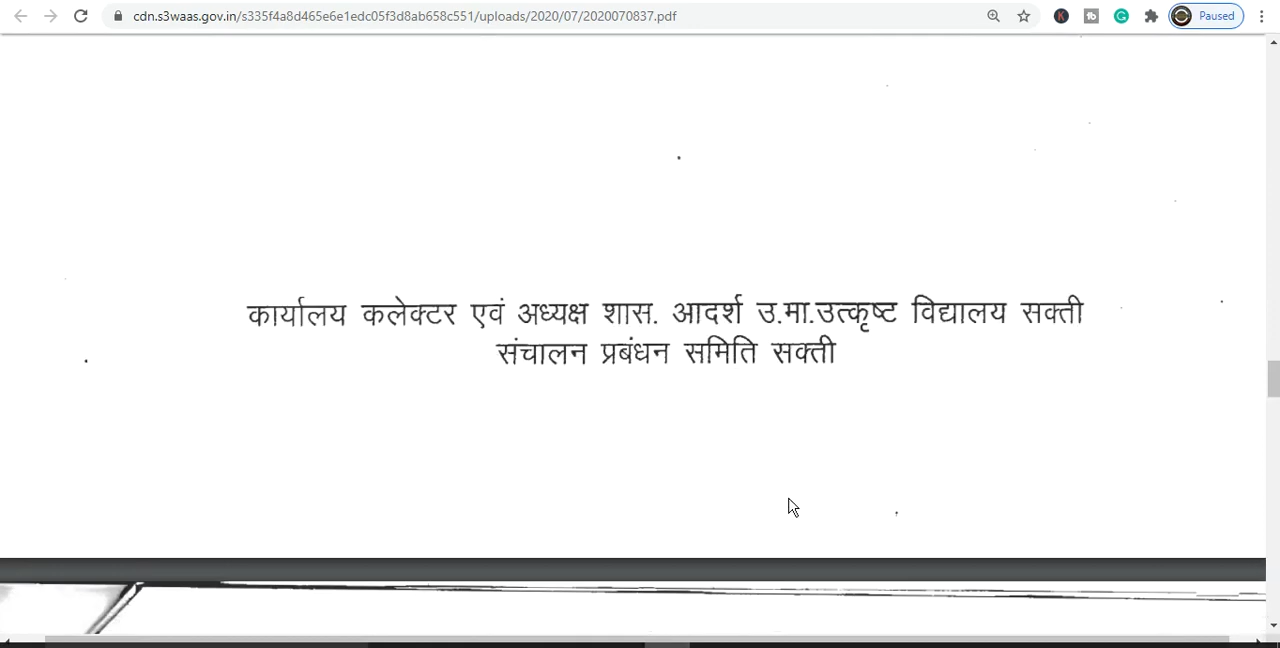 cdn.s3waas.gov.in/s335f4a8d465e6e1edc05f3d8ab658c551/uploads/2020/07/2020070837.pdf
Paused
कार्यालय कलेक्टर एवं अध्यक्ष शास. आदर्श उ.मा.उत्कृष्ट विद्यालय सक्ती
संचालन प्रबंधन समिति सक्ती